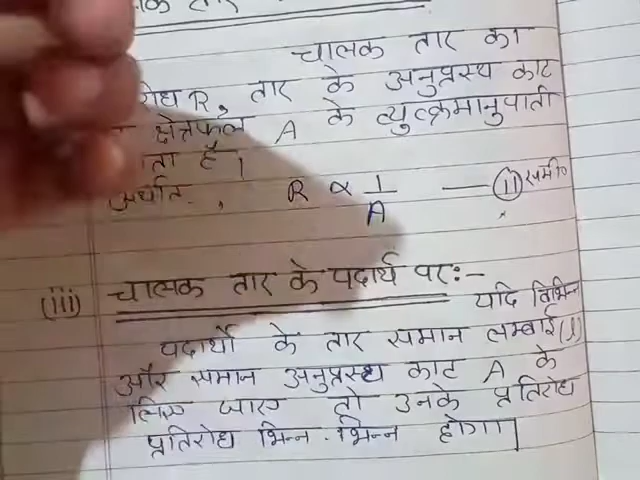 चालक तार का
R, तार के अनुप्रस्थ काट
क्षेत्रफल A के व्युत्क्रमानुपाती
ता है।
अर्थात, R ∝ 1/A — (ii) समी०
(iii) चालक तार के पदार्थ पर:-
यदि विभिन्न
पदार्थो के तार समान लम्बाई (l)
और समान अनुप्रस्थ काट A के
लिए जाए तो उनके प्रतिरोध
प्रतिरोध भिन्न-भिन्न होगा।